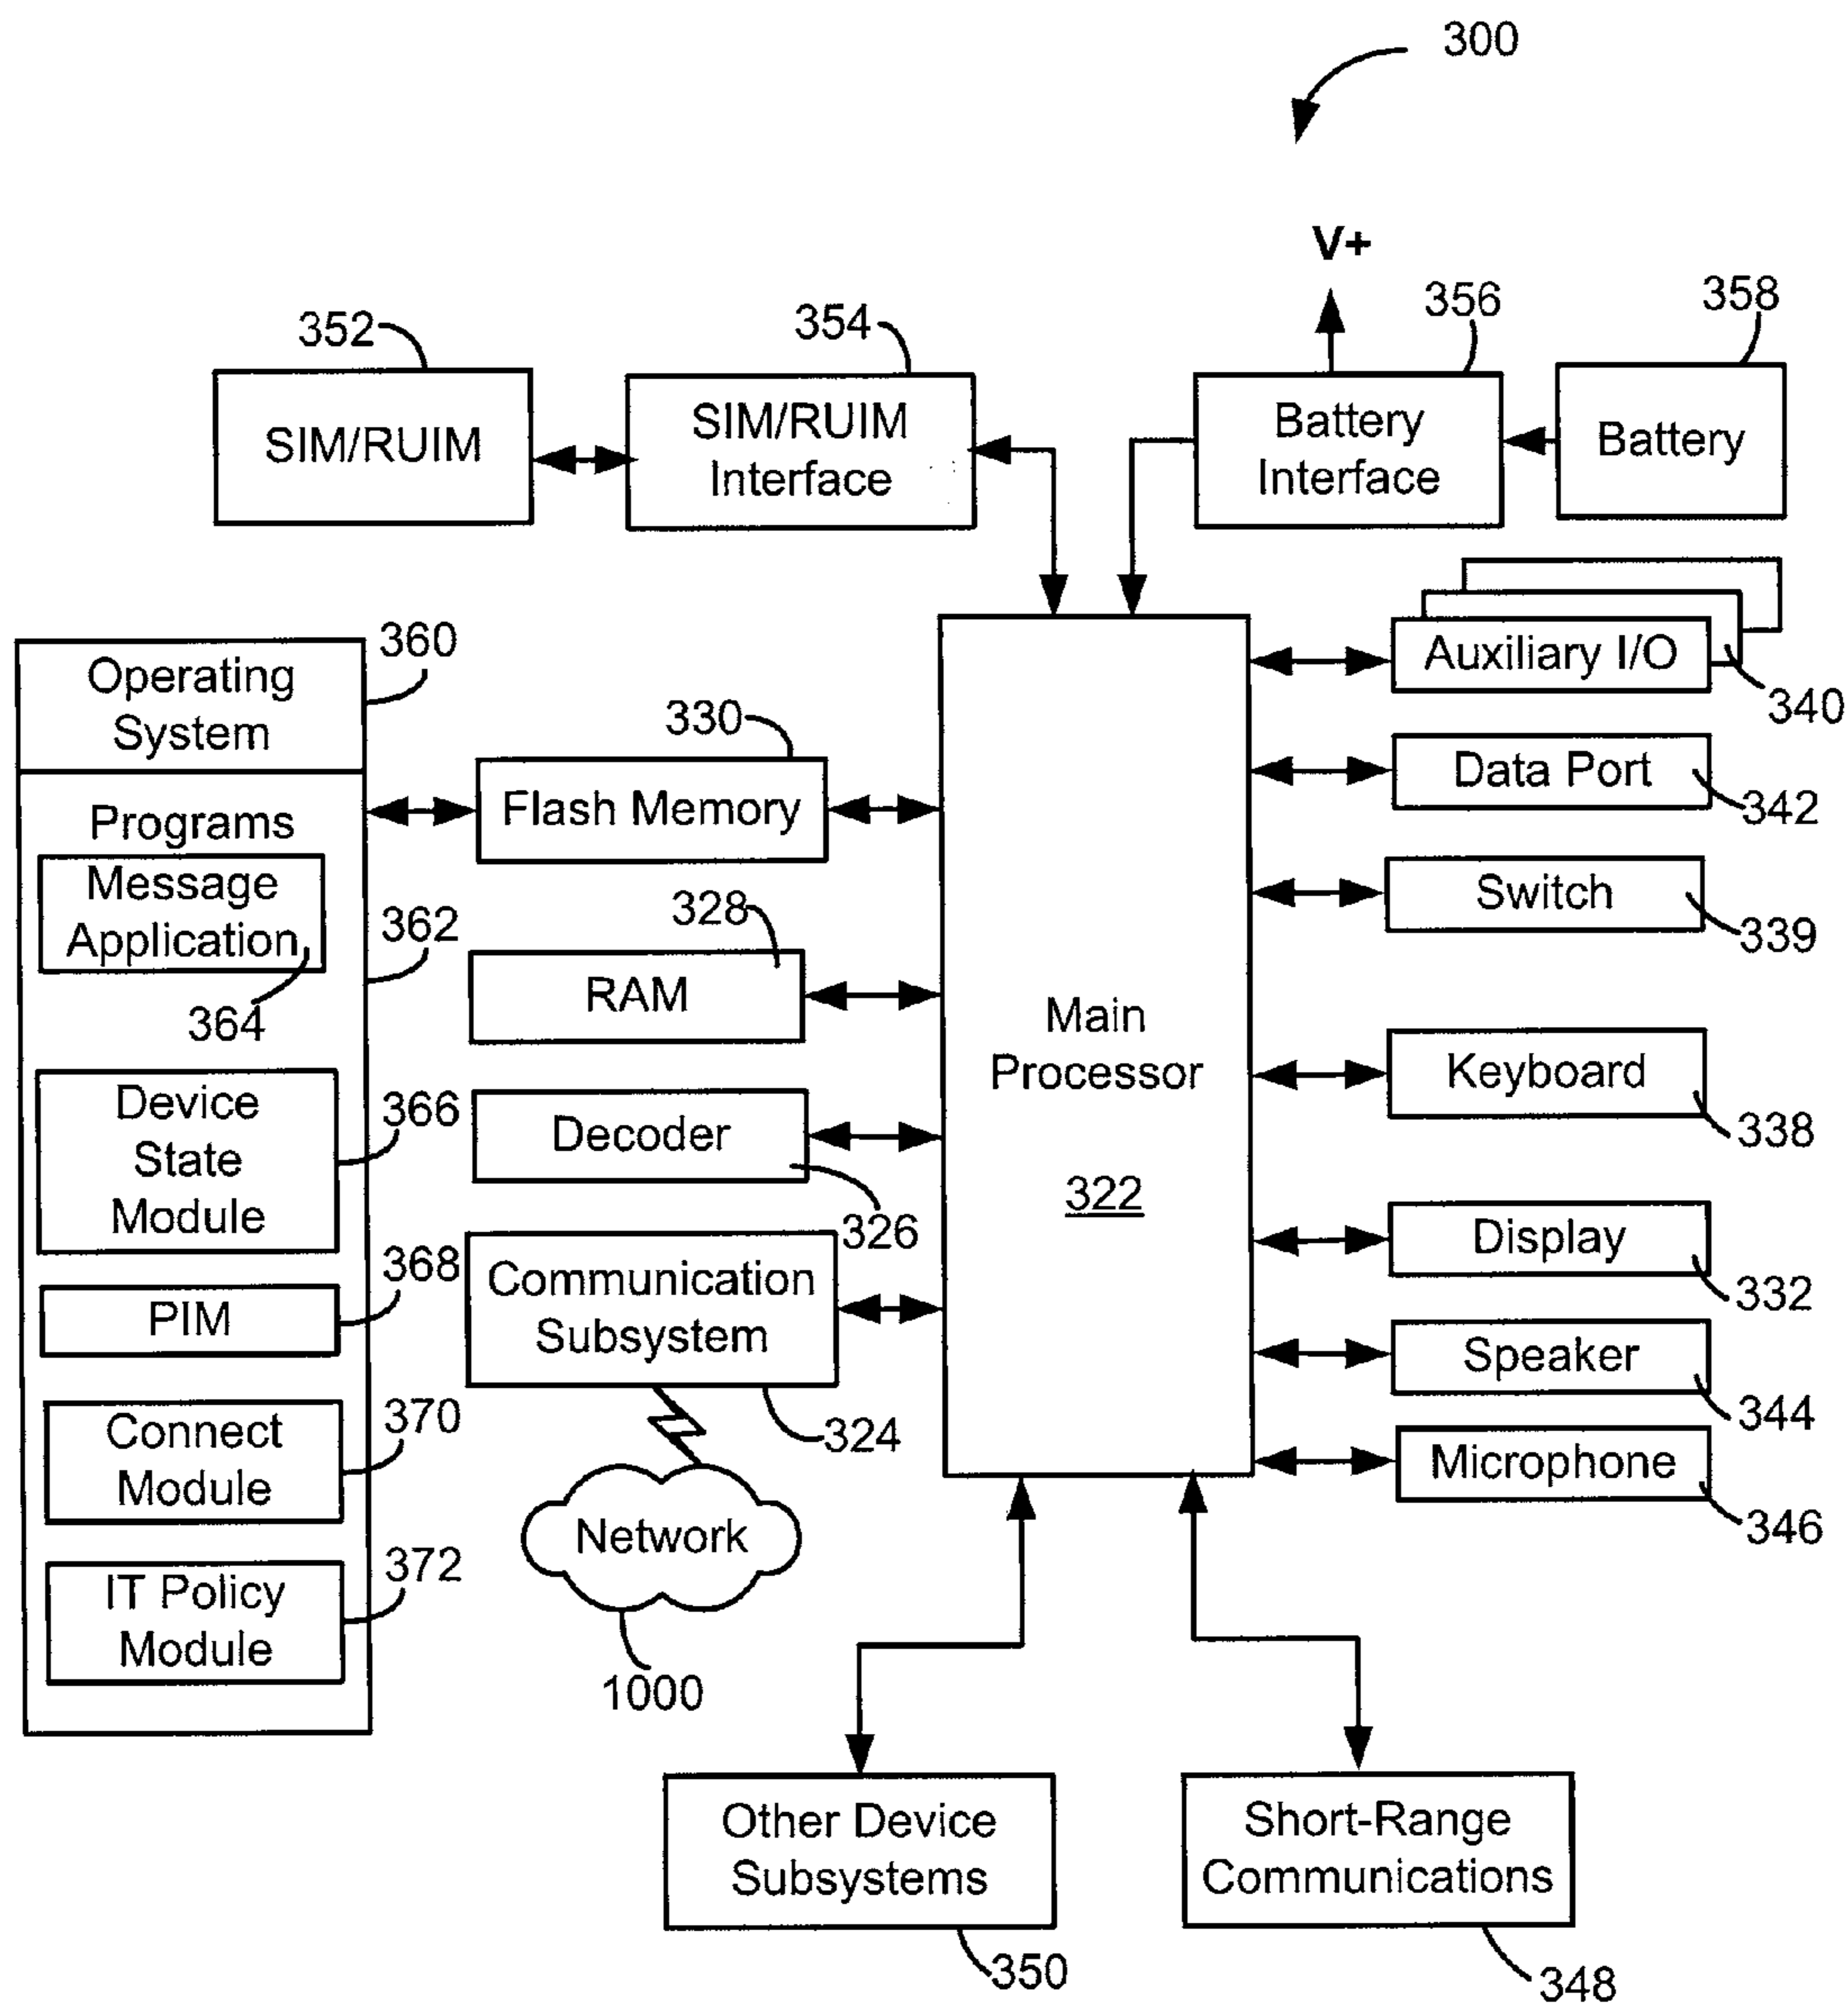 300
V+
352
354
356
358
SIM/RUIM
SIM/RUIM
Interface
Battery
Interface
Battery
360
Operating
System
Programs
Message
Application
364
362
Device
State
Module
366
PIM
368
Connect
Module
370
IT Policy
Module
372
330
Flash Memory
328
RAM
Decoder
326
Communication
Subsystem
324
Network
1000
Main
Processor
322
Auxiliary I/O
340
Data Port
342
Switch
339
Keyboard
338
Display
332
Speaker
344
Microphone
346
Other Device
Subsystems
350
Short-Range
Communications
348